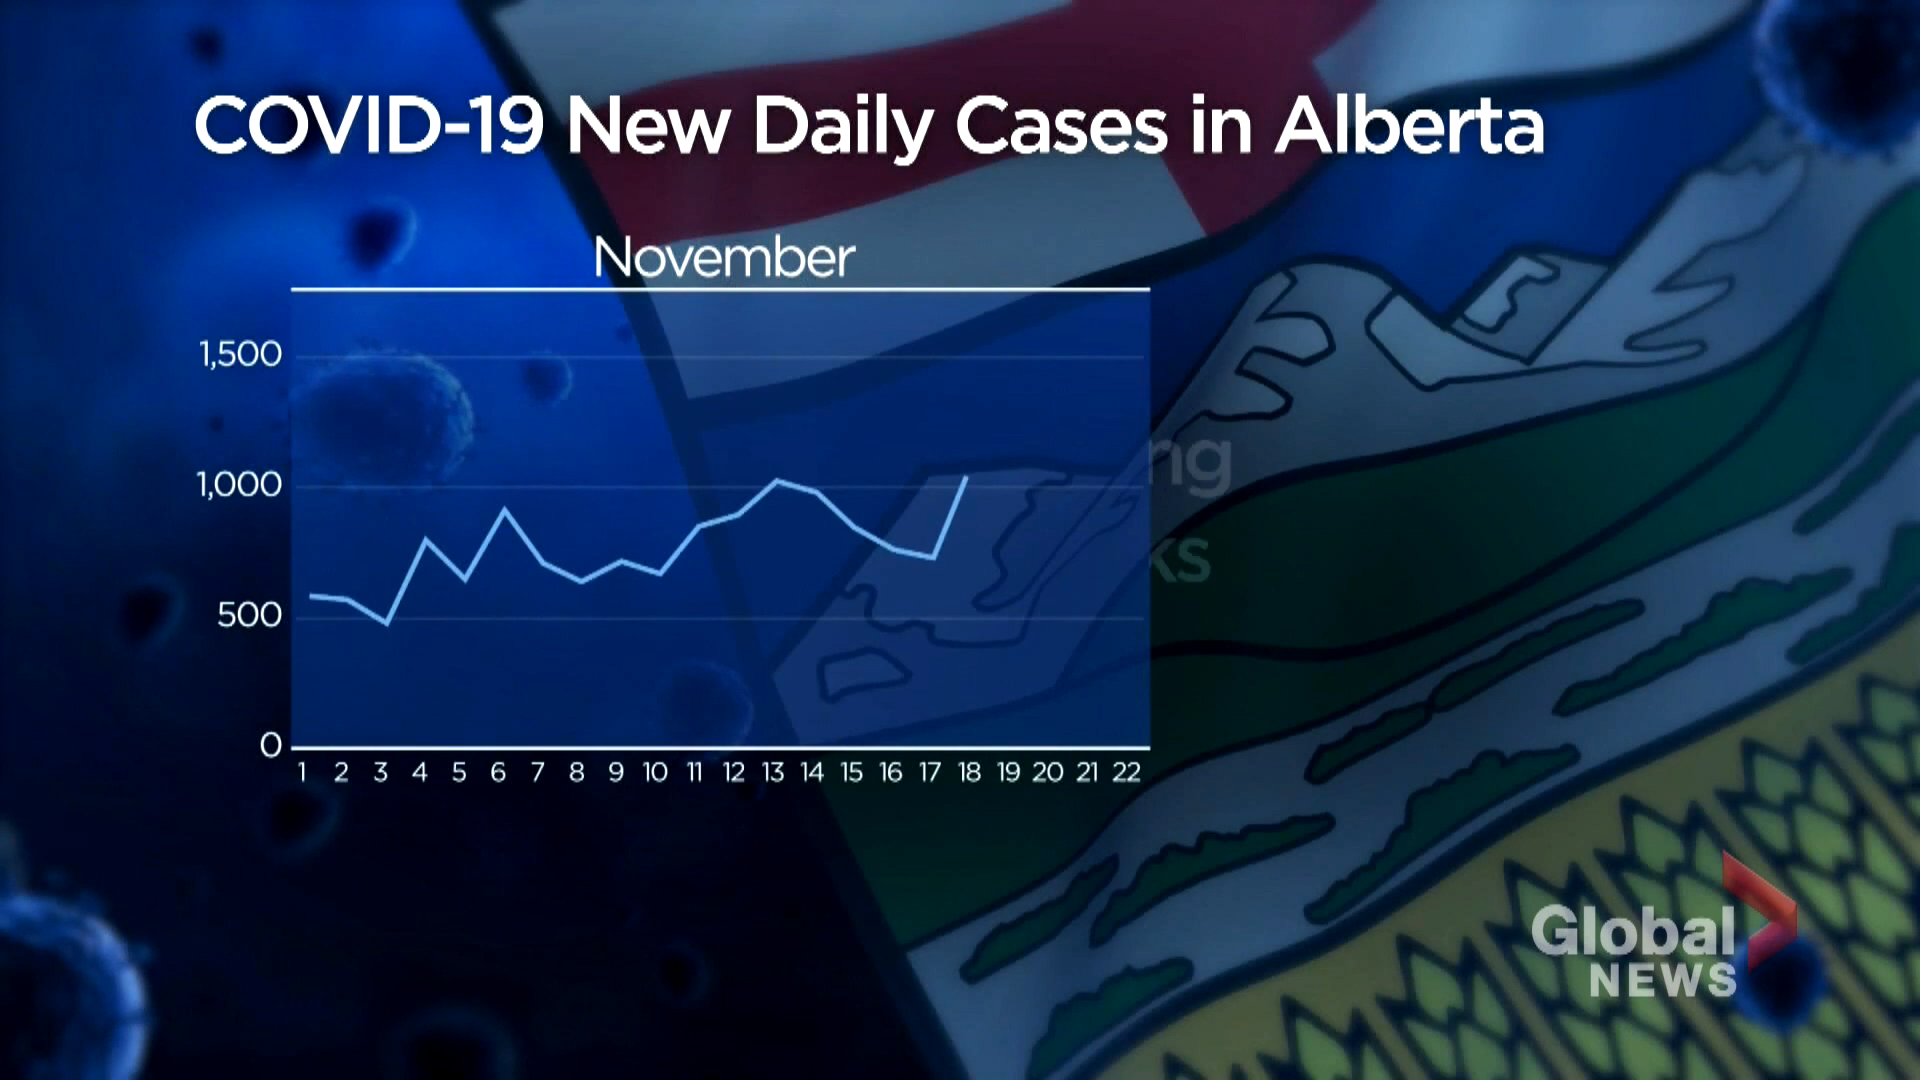 COVID-19 New Daily Cases in Alberta
November
1,500
1,000
500
0
1 2 3 4 5 6 7 8 9 10 11 12 13 14 15 16 17 18 19 20 21 22
ng
ks
Global
NEWS